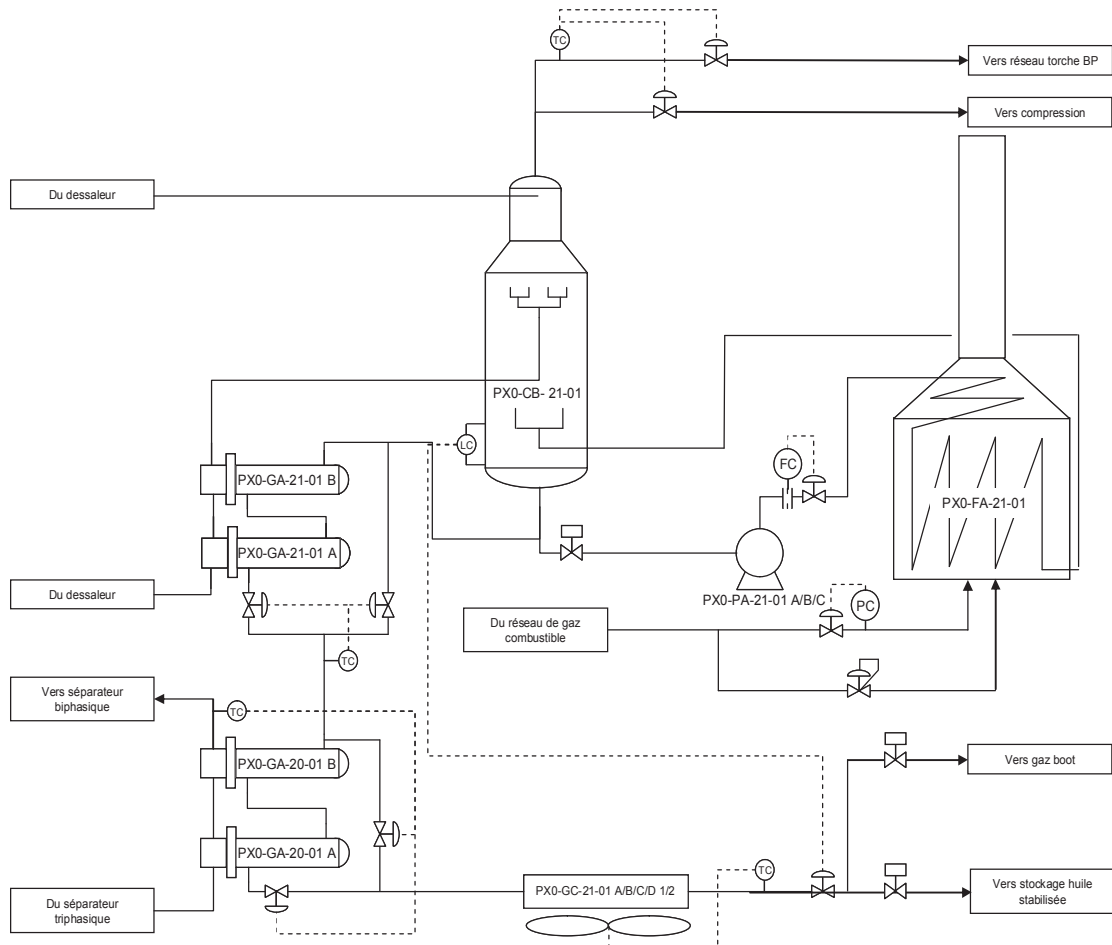 TC
Vers réseau torche BP
Vers compression
Du dessaleur
PX0-CB- 21-01
LC
PX0-GA-21-01 B
FC
PX0-FA-21-01
PX0-GA-21-01 A
PX0-PA-21-01 A/B/C
Du dessaleur
PC
Du réseau de gaz
combustible
TC
Vers séparateur
biphasique
TC
PX0-GA-20-01 B
Vers gaz boot
PX0-GA-20-01 A
TC
PX0-GC-21-01 A/B/C/D 1/2
Vers stockage huile
stabilisée
Du séparateur
triphasique